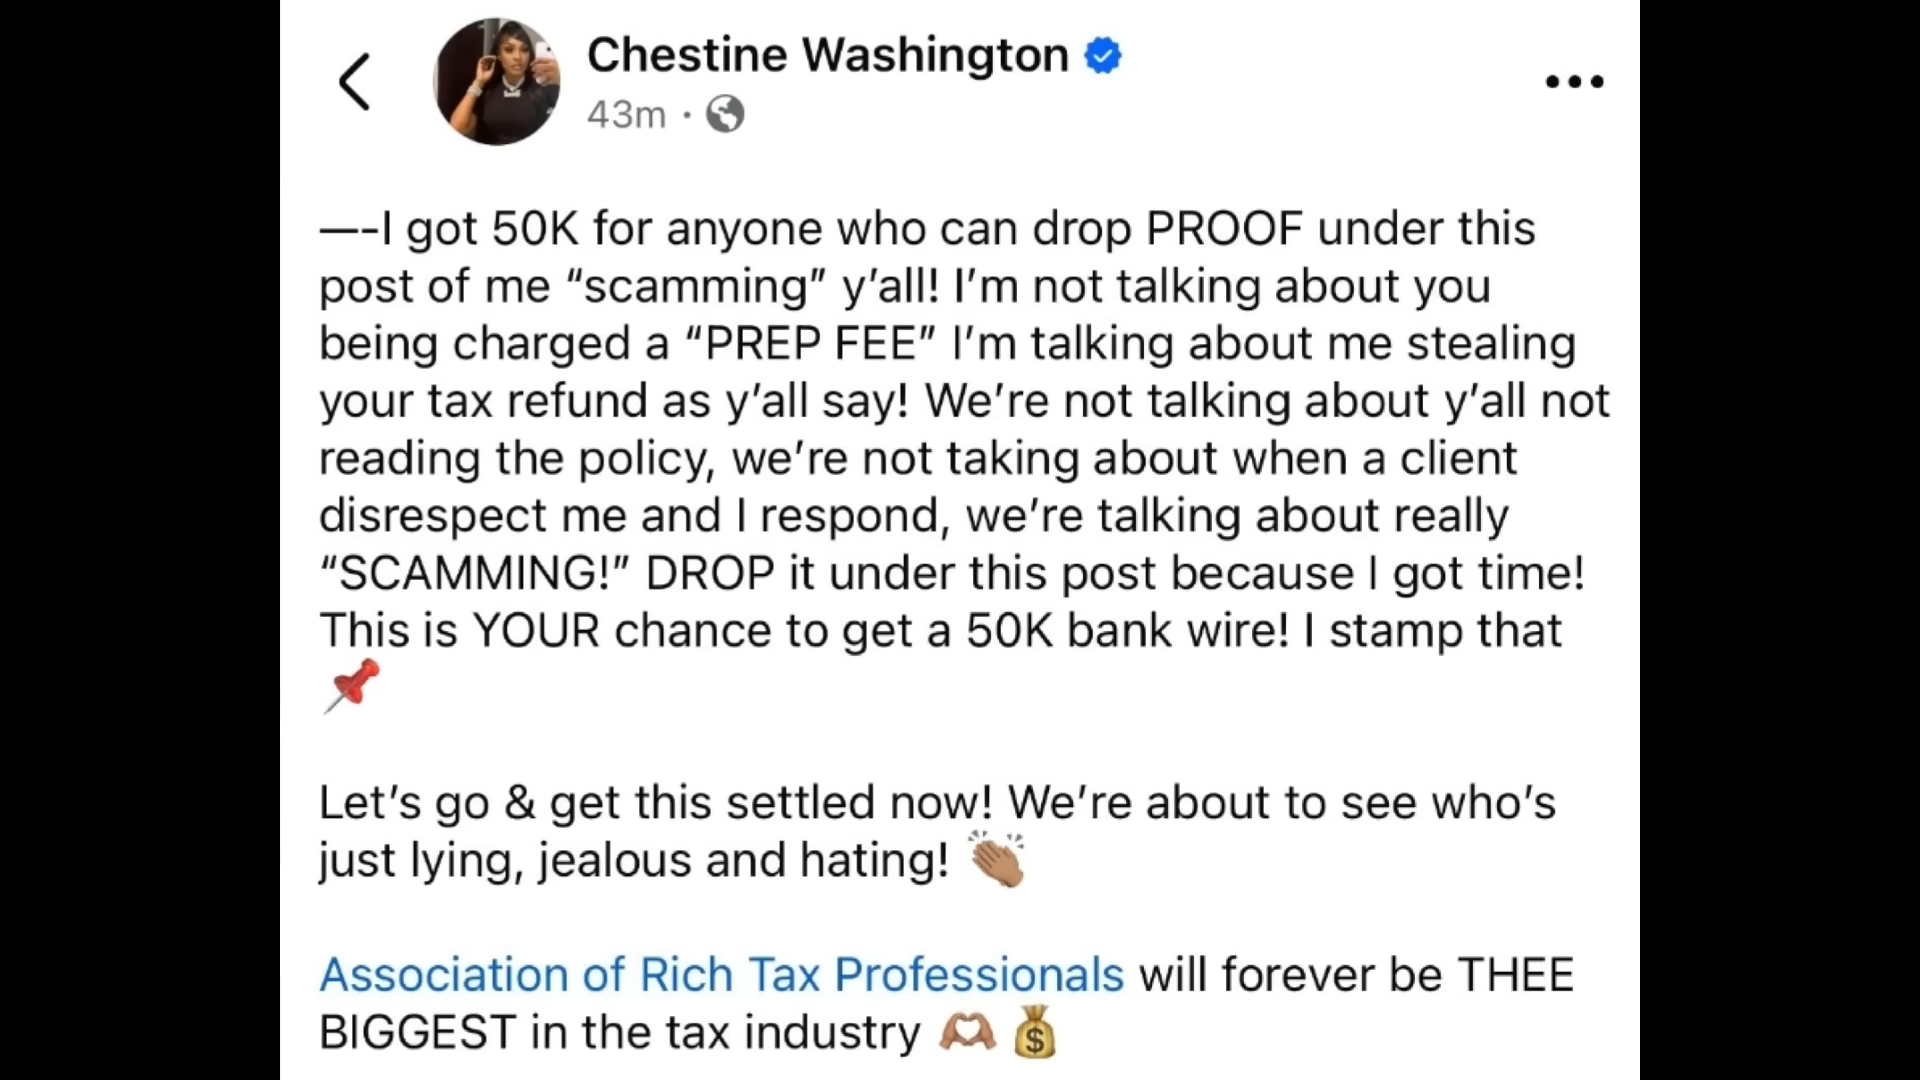 Chestine Washington
43m ·
—-I got 50K for anyone who can drop PROOF under this
post of me “scamming” y’all! I’m not talking about you
being charged a “PREP FEE” I’m talking about me stealing
your tax refund as y’all say! We’re not talking about y’all not
reading the policy, we’re not taking about when a client
disrespect me and I respond, we’re talking about really
“SCAMMING!” DROP it under this post because I got time!
This is YOUR chance to get a 50K bank wire! I stamp that
📌
Let’s go & get this settled now! We’re about to see who’s
just lying, jealous and hating! 👏🏽
Association of Rich Tax Professionals will forever be THEE
BIGGEST in the tax industry 🫶🏽 💰